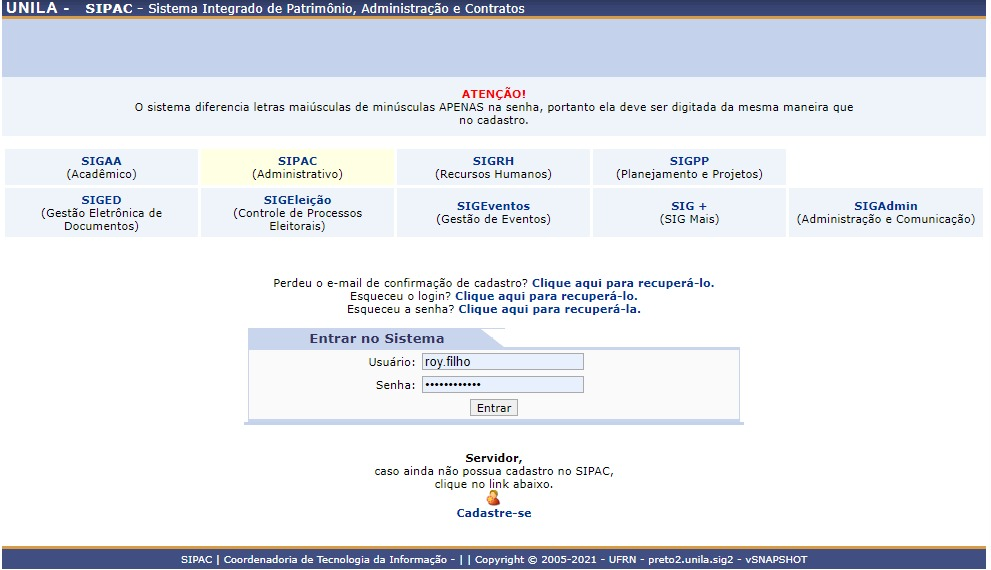 UNILA - SIPAC - Sistema Integrado de Patrimônio, Administração e Contratos
ATENÇÃO!
O sistema diferencia letras maiúsculas de minúsculas APENAS na senha, portanto ela deve ser digitada da mesma maneira que
no cadastro.
SIGAA
(Acadêmico)
SIPAC
(Administrativo)
SIGRH
(Recursos Humanos)
SIGPP
(Planejamento e Projetos)
SIGED
(Gestão Eletrônica de
Documentos)
SIGEleição
(Controle de Processos
Eleitorais)
SIGEventos
(Gestão de Eventos)
SIG +
(SIG Mais)
SIGAdmin
(Administração e Comunicação)
Perdeu o e-mail de confirmação de cadastro? Clique aqui para recuperá-lo.
Esqueceu o login? Clique aqui para recuperá-lo.
Esqueceu a senha? Clique aqui para recuperá-la.
Entrar no Sistema
Usuário: roy.filho
Senha: ••••••••••••
Entrar
Servidor,
caso ainda não possua cadastro no SIPAC,
clique no link abaixo.
Cadastre-se
SIPAC | Coordenadoria de Tecnologia da Informação - | | Copyright © 2005-2021 - UFRN - preto2.unila.sig2 - vSNAPSHOT